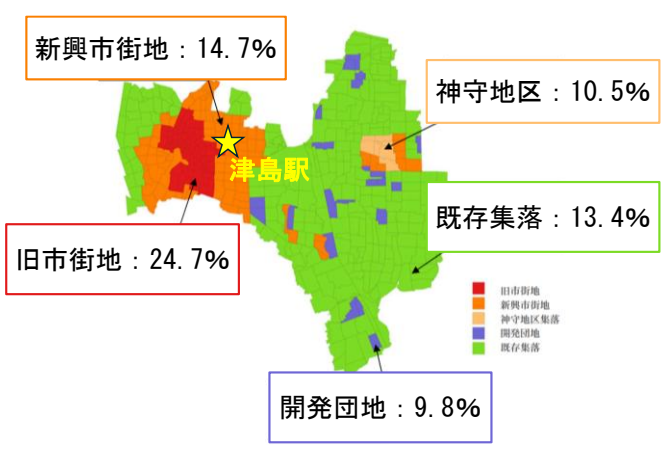 新興市街地：14.7%
神守地区：10.5%
津島駅
既存集落：13.4%
旧市街地：24.7%
旧市街地
新興市街地
神守地区集落
開発団地
既存集落
開発団地：9.8%